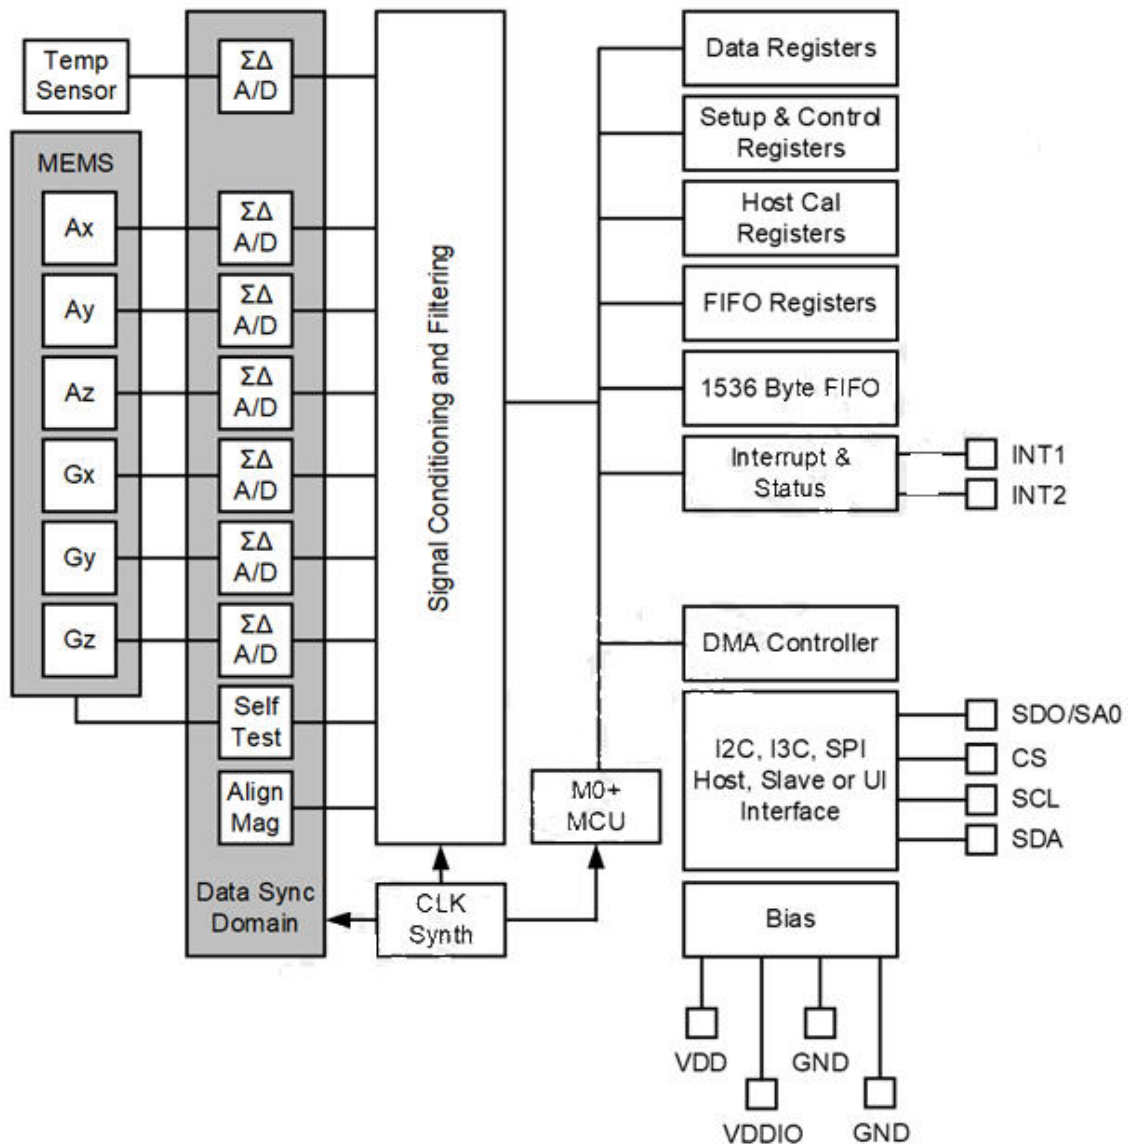 Temp
Sensor
ΣΔ
A/D
MEMS
Ax
ΣΔ
A/D
Ay
ΣΔ
A/D
Az
ΣΔ
A/D
Gx
ΣΔ
A/D
Gy
ΣΔ
A/D
Gz
ΣΔ
A/D
Self
Test
Align
Mag
Data Sync
Domain
Signal Conditioning and Filtering
CLK
Synth
M0+
MCU
Data Registers
Setup & Control
Registers
Host Cal
Registers
FIFO Registers
1536 Byte FIFO
Interrupt &
Status
INT1
INT2
DMA Controller
I2C, I3C, SPI
Host, Slave or UI
Interface
SDO/SA0
CS
SCL
SDA
Bias
VDD
GND
VDDIO
GND